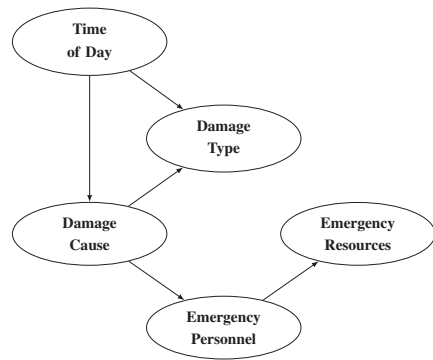 Time
of Day
Damage
Type
Damage
Cause
Emergency
Resources
Emergency
Personnel